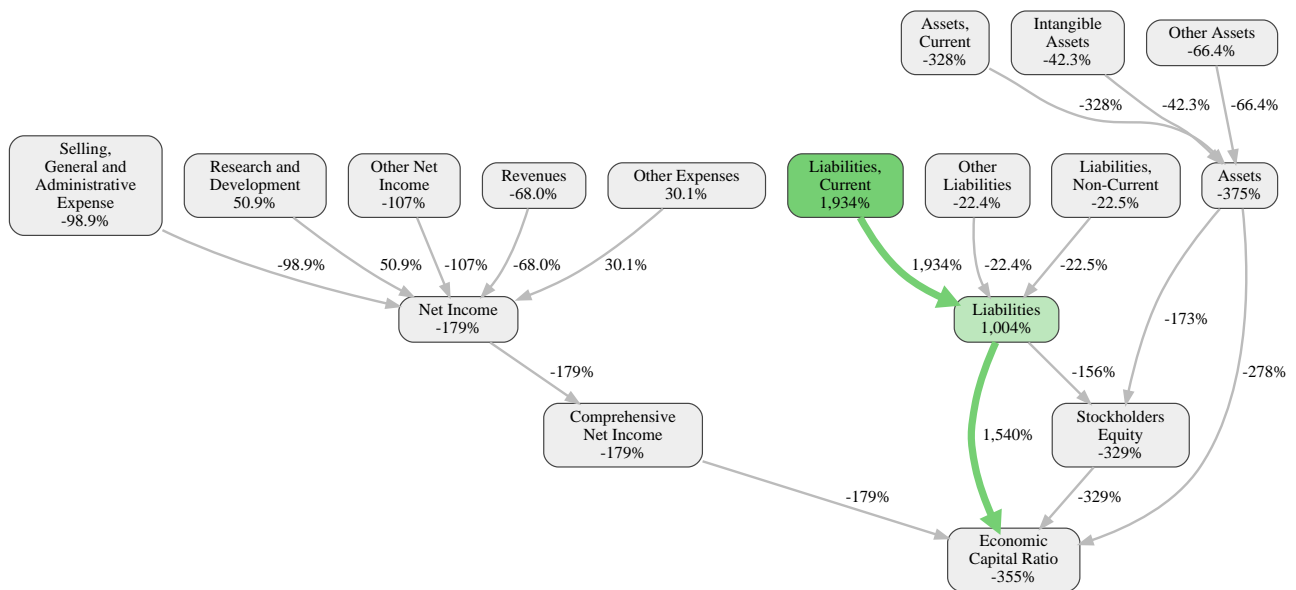 Assets,
Current
-328%
Intangible
Assets
-42.3%
Other Assets
-66.4%
-328%
-42.3%
-66.4%
Selling,
General and
Administrative
Expense
-98.9%
Research and
Development
50.9%
Other Net
Income
-107%
Revenues
-68.0%
Other Expenses
30.1%
Liabilities,
Current
1,934%
Other
Liabilities
-22.4%
Liabilities,
Non-Current
-22.5%
Assets
-375%
-98.9%
50.9%
-107%
-68.0%
30.1%
1,934%
-22.4%
-22.5%
Net Income
-179%
Liabilities
1,004%
-173%
-179%
-156%
-278%
Comprehensive
Net Income
-179%
1,540%
Stockholders
Equity
-329%
-179%
-329%
Economic
Capital Ratio
-355%